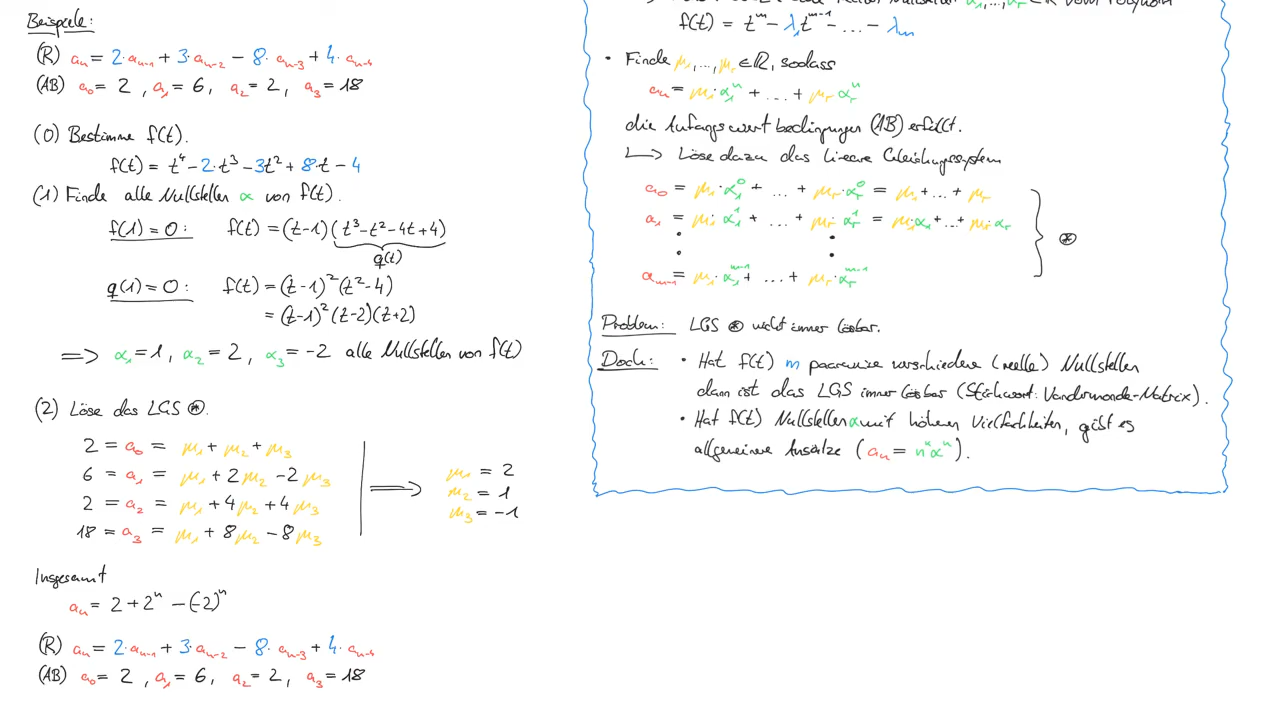 Beispiele:
(R) aₙ = 2·aₙ₋₁ + 3·aₙ₋₂ − 8·aₙ₋₃ + 4·aₙ₋₄
(AB) a₀ = 2, a₁ = 6, a₂ = 2, a₃ = 18
(0) Bestimme f(t).
f(t) = t⁴ − 2·t³ − 3t² + 8·t − 4
(1) Finde alle Nullstellen α von f(t).
f(1) = 0: f(t) = (t−1)(t³−t²−4t+4)
q(t)
q(1) = 0: f(t) = (t−1)²(t²−4)
= (t−1)²(t−2)(t+2)
⟹ α₁ = 1, α₂ = 2, α₃ = −2 alle Nullstellen von f(t)
(2) Löse das LGS ⊛.
2 = a₀ = μ₁ + μ₂ + μ₃
6 = a₁ = μ₁ + 2μ₂ − 2μ₃
2 = a₂ = μ₁ + 4μ₂ + 4μ₃
18 = a₃ = μ₁ + 8μ₂ − 8μ₃
⟹
μ₁ = 2
μ₂ = 1
μ₃ = −1
Insgesamt
aₙ = 2 + 2ⁿ − (−2)ⁿ
(R) aₙ = 2·aₙ₋₁ + 3·aₙ₋₂ − 8·aₙ₋₃ + 4·aₙ₋₄
(AB) a₀ = 2, a₁ = 6, a₂ = 2, a₃ = 18
f(t) = tᵐ − λ₁tᵐ⁻¹ − ... − λₘ
• Finde μ₁,...,μᵣ ∈ ℝ, sodass
aₙ = μ₁·α₁ⁿ + ... + μᵣ αᵣⁿ
die Anfangswertbedingungen (AB) erfüllt.
↳ Löse dazu das lineare Gleichungssystem
a₀ = μ₁·α₁⁰ + ... + μᵣ·αᵣ⁰ = μ₁ + ... + μᵣ
a₁ = μ₁·α₁¹ + ... + μᵣ·αᵣ¹ = μ₁·α₁ + ... + μᵣ·αᵣ
⋮ ⋮
aₘ₋₁ = μ₁·α₁ᵐ⁻¹ + ... + μᵣ·αᵣᵐ⁻¹
⊛
Problem: LGS ⊛ nicht immer lösbar.
Doch: • Hat f(t) m paarweise verschiedene (reelle) Nullstellen
dann ist das LGS immer lösbar (Stichwort: Vandermonde-Matrix).
• Hat f(t) Nullstellen α mit höheren Vielfachheiten, gibt es
allgemeinere Ansätze (aₙ = nᵏαⁿ).